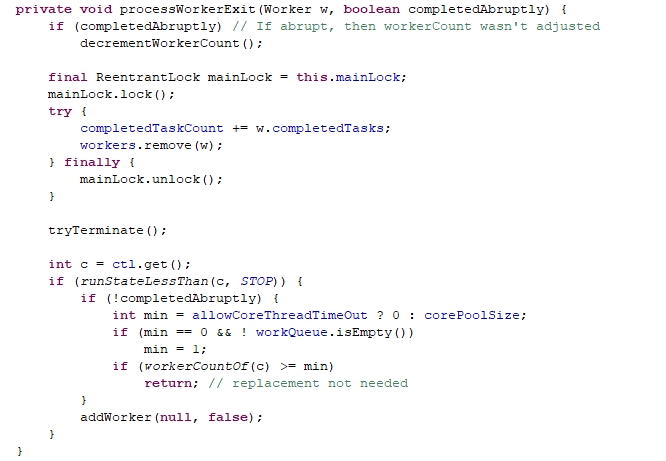 private void processWorkerExit(Worker w, boolean completedAbruptly) {
    if (completedAbruptly) // If abrupt, then workerCount wasn't adjusted
        decrementWorkerCount();

    final ReentrantLock mainLock = this.mainLock;
    mainLock.lock();
    try {
        completedTaskCount += w.completedTasks;
        workers.remove(w);
    } finally {
        mainLock.unlock();
    }

    tryTerminate();

    int c = ctl.get();
    if (runStateLessThan(c, STOP)) {
        if (!completedAbruptly) {
            int min = allowCoreThreadTimeOut ? 0 : corePoolSize;
            if (min == 0 && ! workQueue.isEmpty())
                min = 1;
            if (workerCountOf(c) >= min)
                return; // replacement not needed
        }
        addWorker(null, false);
    }
}